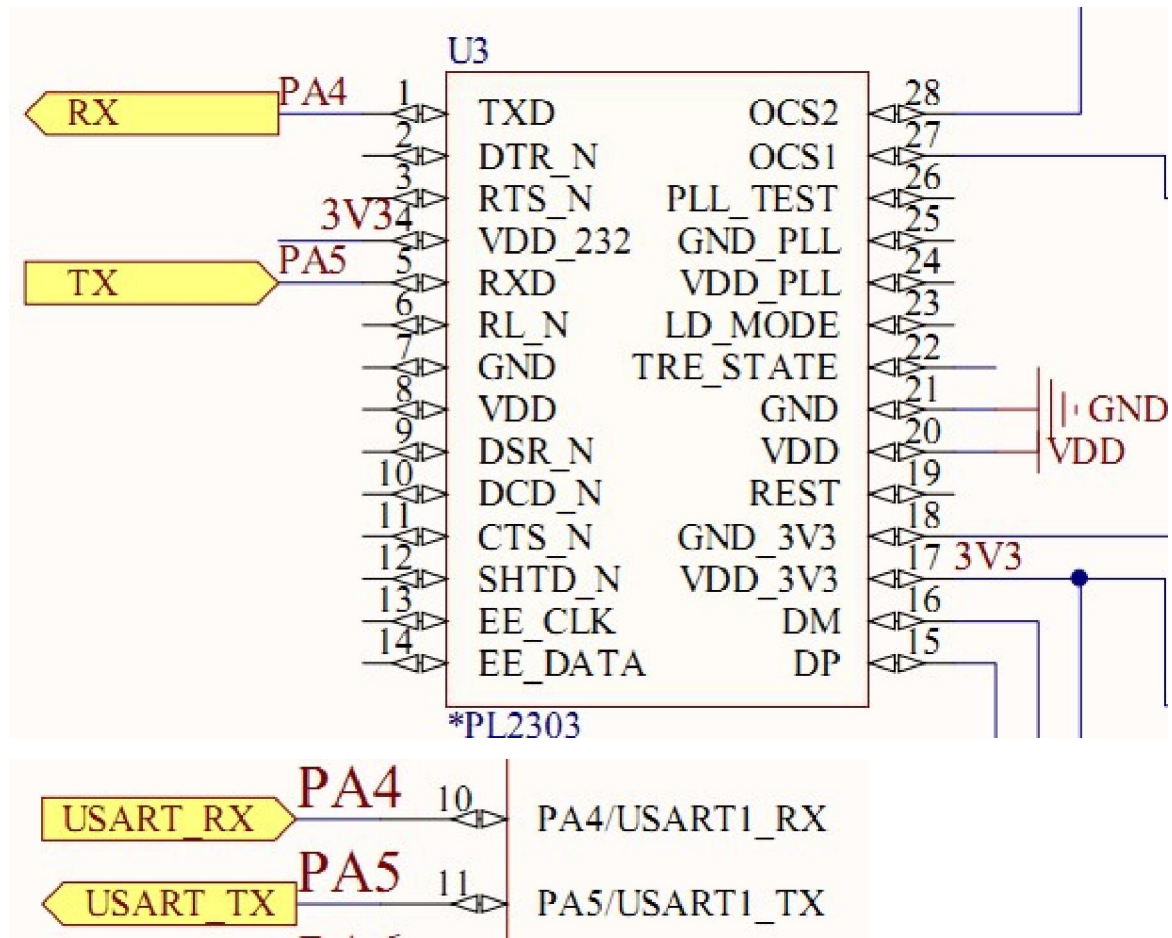 U3
RX PA4 1 TXD OCS2 28
2 DTR_N OCS1 27
3 RTS_N PLL_TEST 26
3V3 4 VDD_232 GND_PLL 25
TX PA5 5 RXD VDD_PLL 24
6 RL_N LD_MODE 23
7 GND TRE_STATE 22
8 VDD GND 21 GND
9 DSR_N VDD 20 VDD
10 DCD_N REST 19
11 CTS_N GND_3V3 18
12 SHTD_N VDD_3V3 17 3V3
13 EE_CLK DM 16
14 EE_DATA DP 15
*PL2303
USART_RX PA4 10 PA4/USART1_RX
USART_TX PA5 11 PA5/USART1_TX